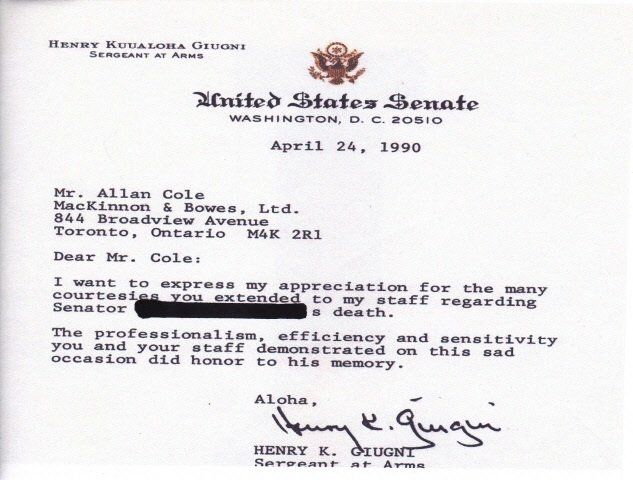 HENRY KUUALOHA GIUGNI
SERGEANT AT ARMS
United States Senate
WASHINGTON, D. C. 20510
April 24, 1990
Mr. Allan Cole
MacKinnon & Bowes, Ltd.
844 Broadview Avenue
Toronto, Ontario M4K 2R1
Dear Mr. Cole:
I want to express my appreciation for the many
courtesies you extended to my staff regarding
Senator s death.
The professionalism, efficiency and sensitivity
you and your staff demonstrated on this sad
occasion did honor to his memory.
Aloha,
Henry K. Giugni
HENRY K. GIUGNI
Sergeant at Arms